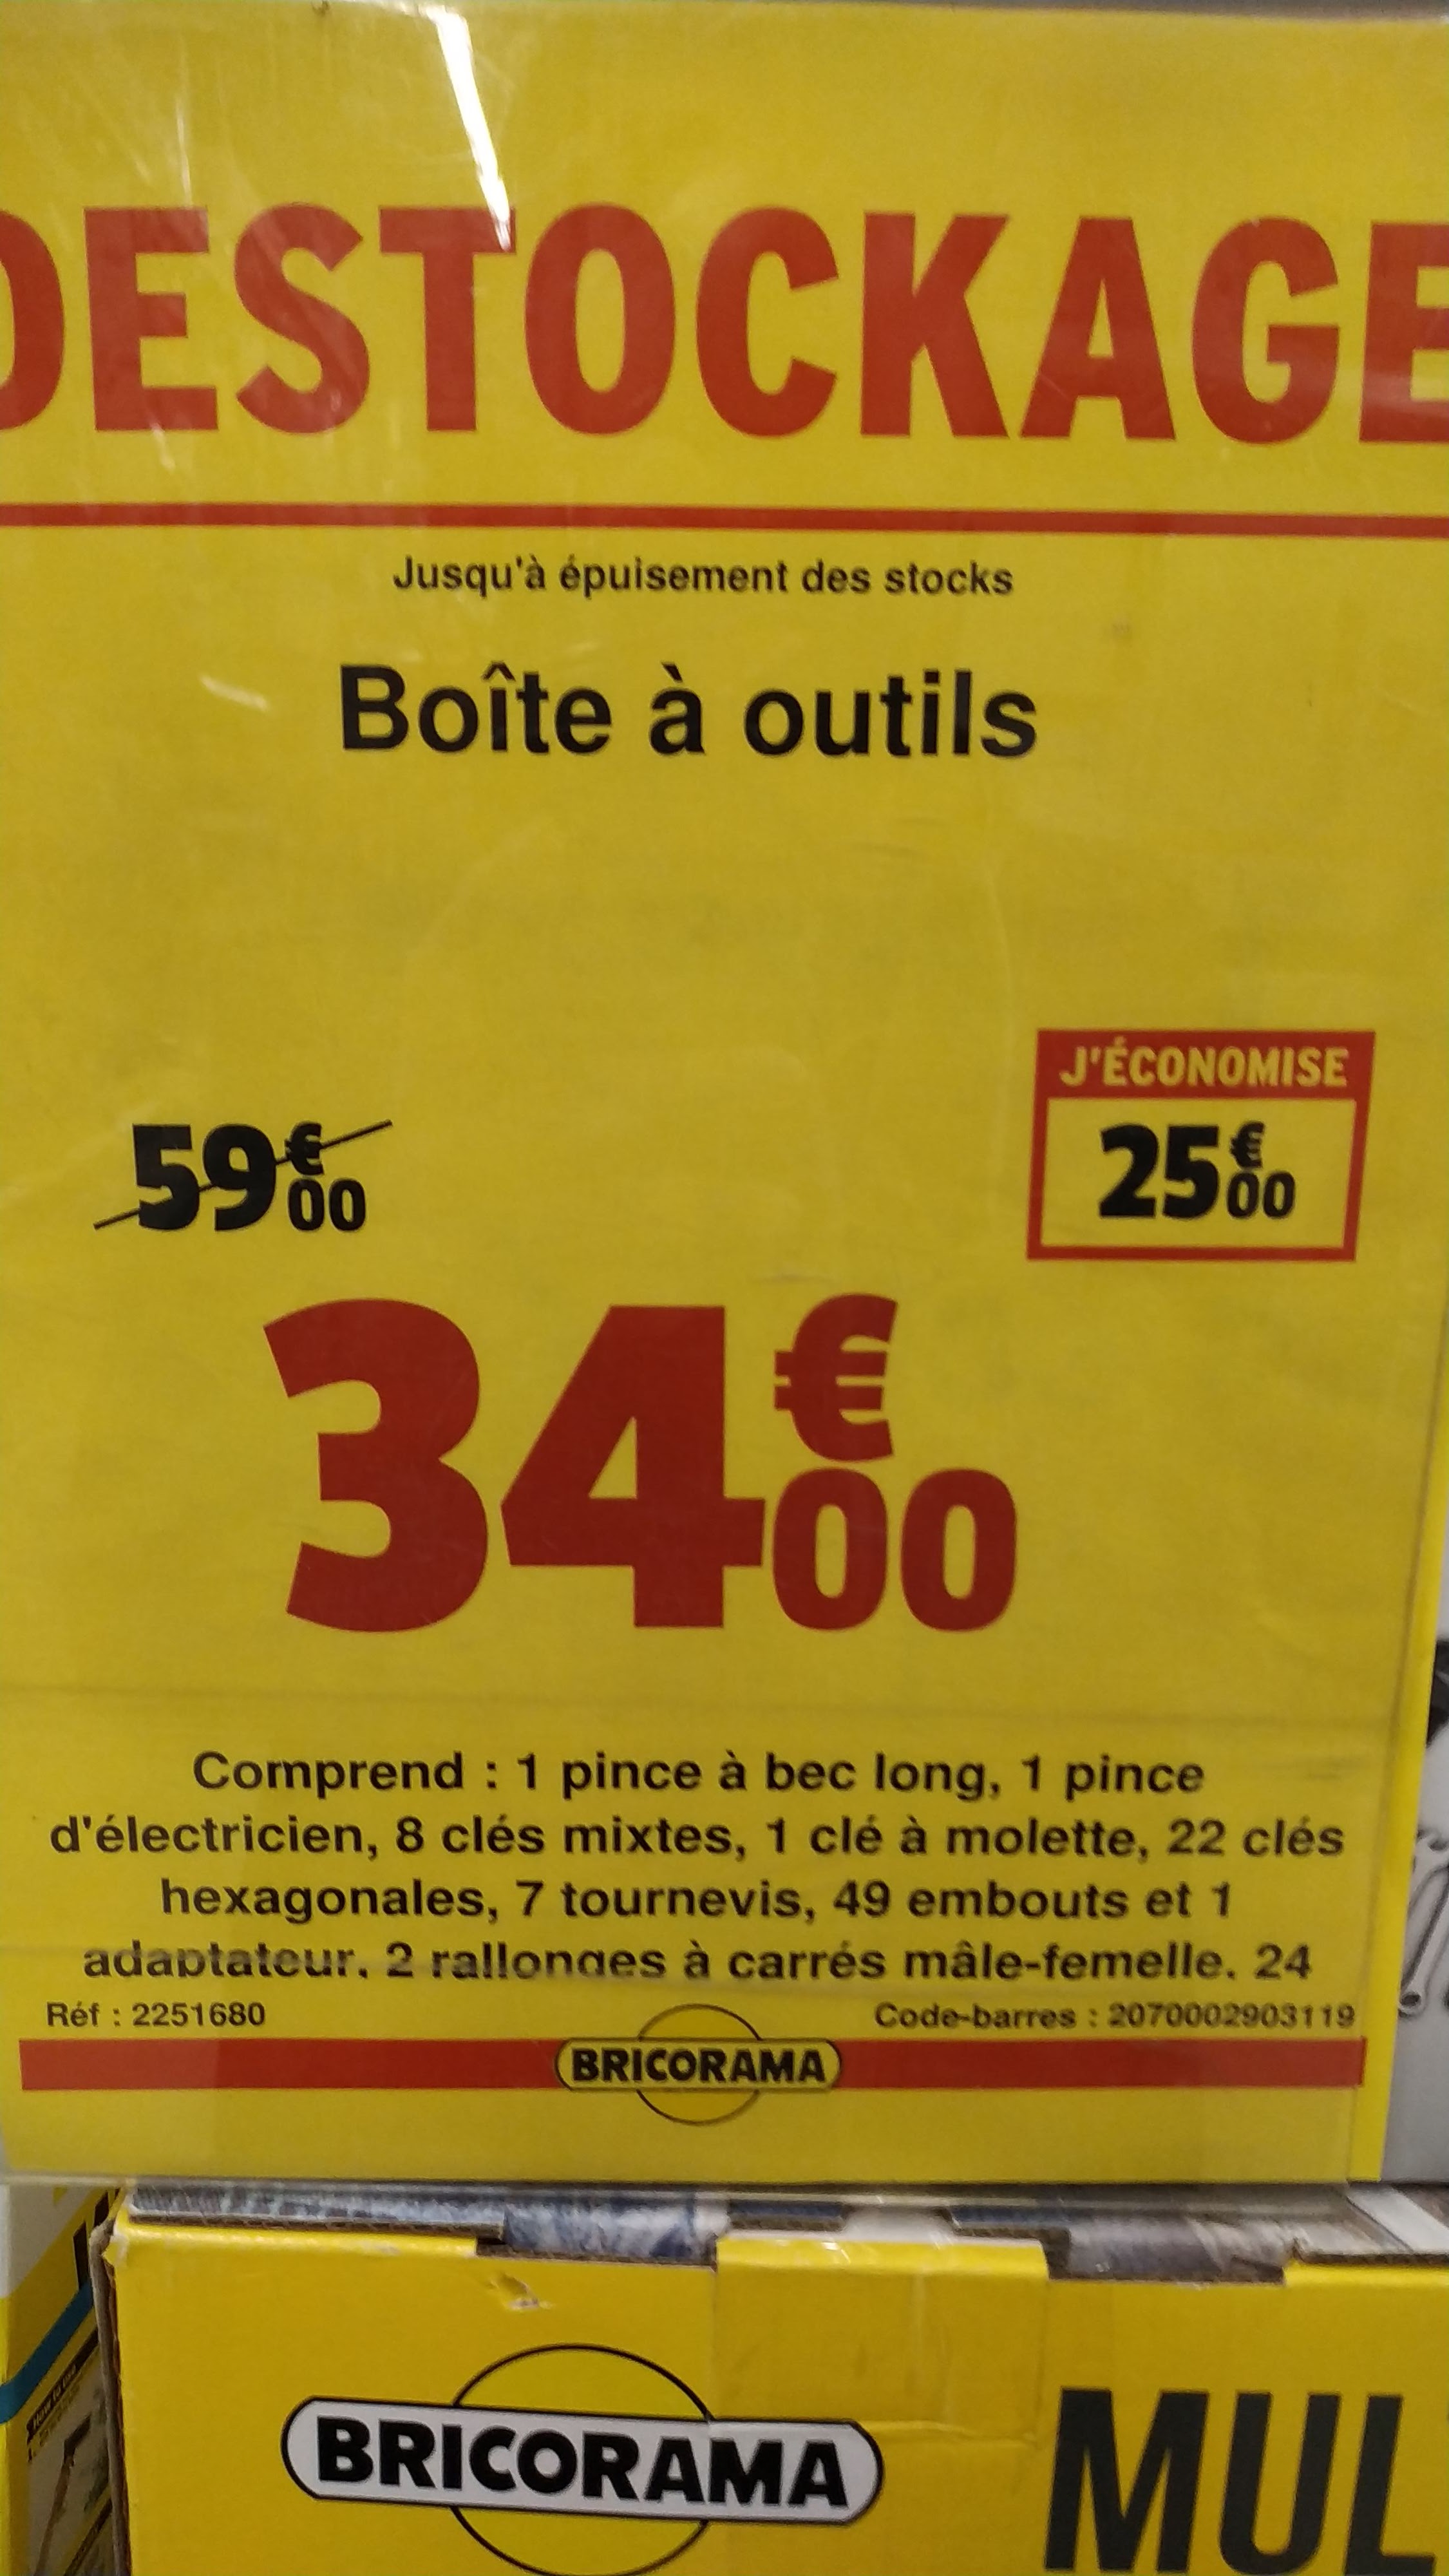 DESTOCKAGE
Jusqu'à épuisement des stocks
Boîte à outils
J'ÉCONOMISE
59€00
25€00
34€00
Comprend : 1 pince à bec long, 1 pince
d'électricien, 8 clés mixtes, 1 clé à molette, 22 clés
hexagonales, 7 tournevis, 49 embouts et 1
adaptateur, 2 rallonges à carrés mâle-femelle, 24
Réf : 2251680
Code-barres : 2070002903119
BRICORAMA
BRICORAMA
MUL